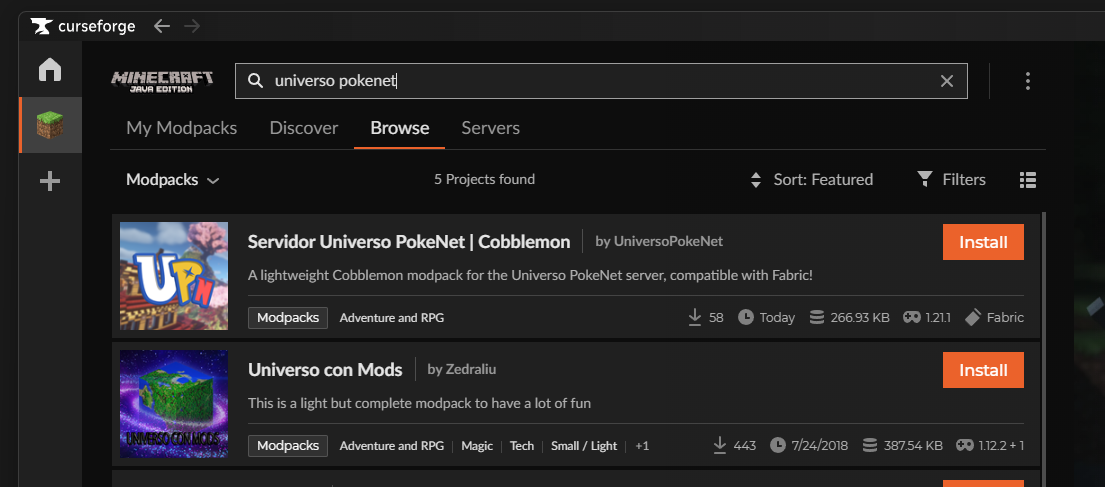 curseforge
MINECRAFT
JAVA EDITION
universo pokenet
My Modpacks Discover Browse Servers
Modpacks 5 Projects found Sort: Featured Filters
UPN
Servidor Universo PokeNet | Cobblemon by UniversoPokeNet Install
A lightweight Cobblemon modpack for the Universo PokeNet server, compatible with Fabric!
Modpacks Adventure and RPG 58 Today 266.93 KB 1.21.1 Fabric
UNIVERSO CON MODS
Universo con Mods by Zedraliu Install
This is a light but complete modpack to have a lot of fun
Modpacks Adventure and RPG Magic Tech Small / Light +1 443 7/24/2018 387.54 KB 1.12.2 + 1